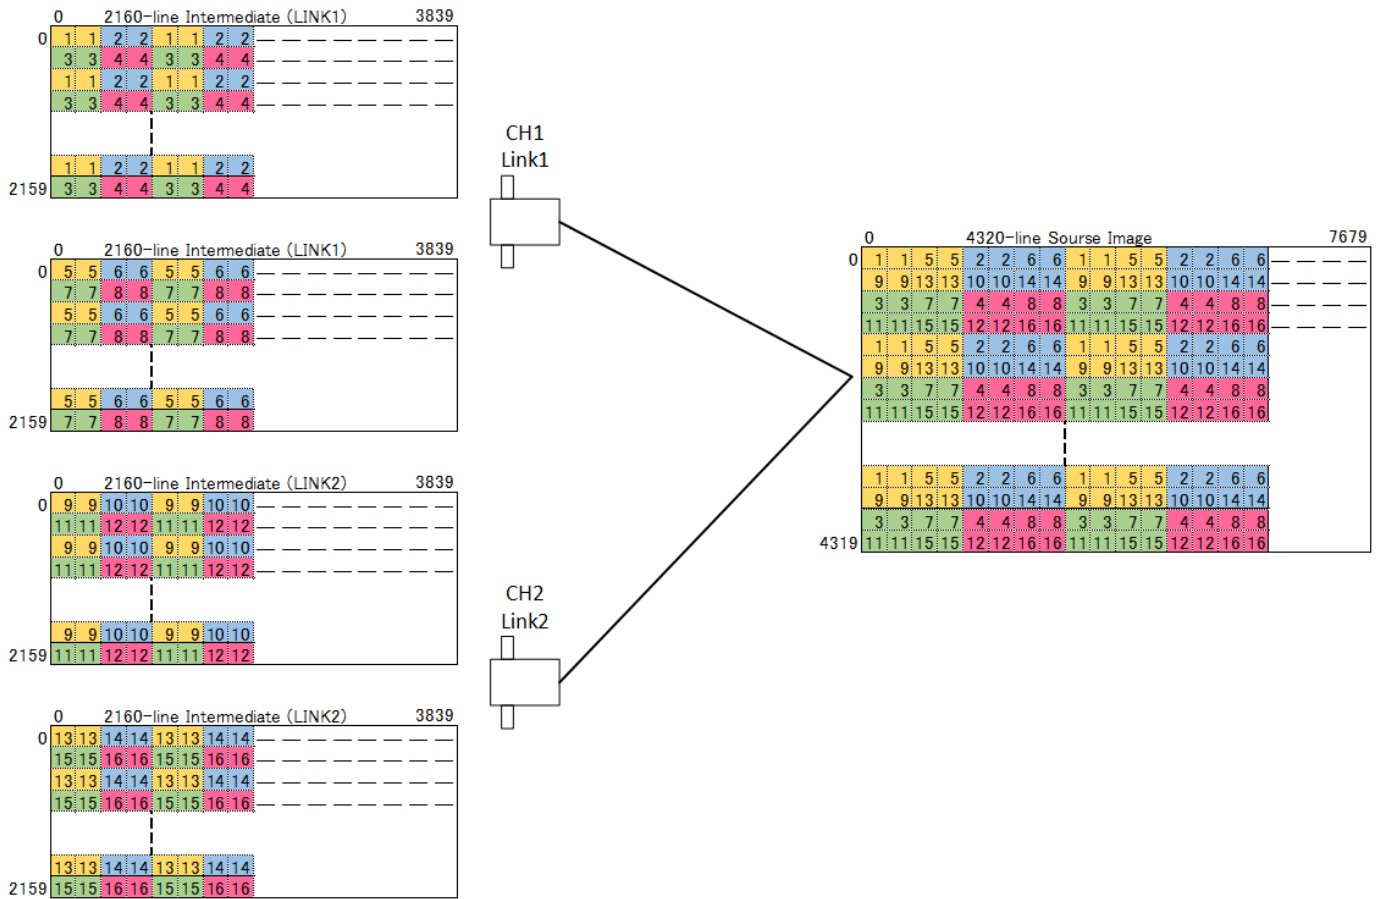 0 2160-line Intermediate (LINK1) 3839
0 1 1 2 2 1 1 2 2
3 3 4 4 3 3 4 4
1 1 2 2 1 1 2 2
3 3 4 4 3 3 4 4
1 1 2 2 1 1 2 2
2159 3 3 4 4 3 3 4 4
0 2160-line Intermediate (LINK1) 3839
0 5 5 6 6 5 5 6 6
7 7 8 8 7 7 8 8
5 5 6 6 5 5 6 6
7 7 8 8 7 7 8 8
5 5 6 6 5 5 6 6
2159 7 7 8 8 7 7 8 8
0 2160-line Intermediate (LINK2) 3839
0 9 9 10 10 9 9 10 10
11 11 12 12 11 11 12 12
9 9 10 10 9 9 10 10
11 11 12 12 11 11 12 12
9 9 10 10 9 9 10 10
2159 11 11 12 12 11 11 12 12
0 2160-line Intermediate (LINK2) 3839
0 13 13 14 14 13 13 14 14
15 15 16 16 15 15 16 16
13 13 14 14 13 13 14 14
15 15 16 16 15 15 16 16
13 13 14 14 13 13 14 14
2159 15 15 16 16 15 15 16 16
CH1
Link1
CH2
Link2
0 4320-line Sourse Image 7679
0 1 1 5 5 2 2 6 6 1 1 5 5 2 2 6 6
9 9 13 13 10 10 14 14 9 9 13 13 10 10 14 14
3 3 7 7 4 4 8 8 3 3 7 7 4 4 8 8
11 11 15 15 12 12 16 16 11 11 15 15 12 12 16 16
1 1 5 5 2 2 6 6 1 1 5 5 2 2 6 6
9 9 13 13 10 10 14 14 9 9 13 13 10 10 14 14
3 3 7 7 4 4 8 8 3 3 7 7 4 4 8 8
11 11 15 15 12 12 16 16 11 11 15 15 12 12 16 16
1 1 5 5 2 2 6 6 1 1 5 5 2 2 6 6
9 9 13 13 10 10 14 14 9 9 13 13 10 10 14 14
3 3 7 7 4 4 8 8 3 3 7 7 4 4 8 8
4319 11 11 15 15 12 12 16 16 11 11 15 15 12 12 16 16